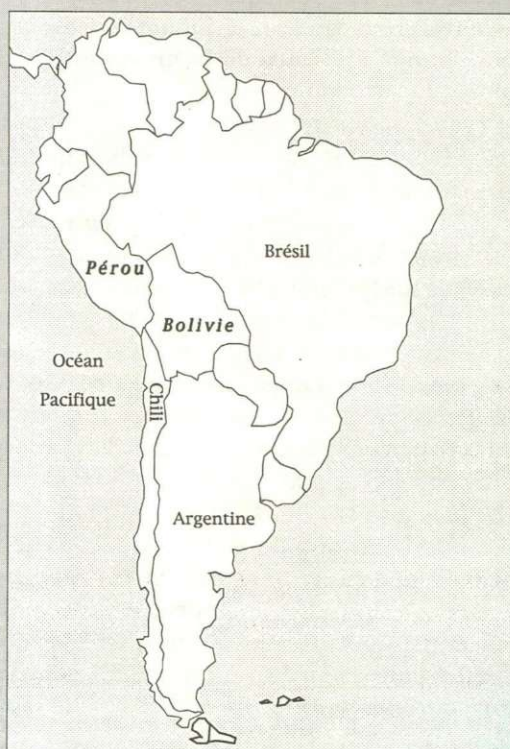 Brésil
Pérou
Bolivie
Océan
Pacifique
Chili
Argentine